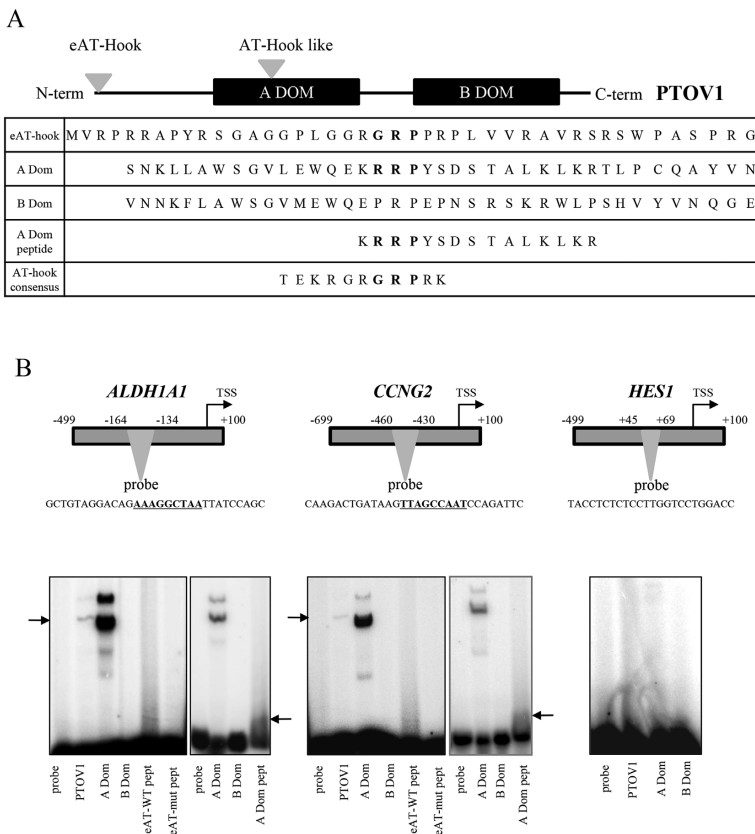 A
eAT-Hook
AT-Hook like
N-term
A DOM
B DOM
C-term
PTOV1
eAT-hook
M V R P R R A P Y R S G A G G P L G G R G R P P R P L V V R A V R S R S W P A S P R G
A Dom
S N K L L A W S G V L E W Q E K R R P Y S D S T A L K L K R T L P C Q A Y V N
B Dom
V N N K F L A W S G V M E W Q E P R P E P N S R S K R W L P S H V Y V N Q G E
A Dom peptide
K R R P Y S D S T A L K L K R
AT-hook consensus
T E K R G R G R P R K
B
ALDH1A1
CCNG2
HES1
-499 -164 -134 TSS +100
-699 -460 -430 TSS +100
-499 +45 +69 TSS +100
probe
probe
probe
GCTGTAGGACAGAAAGGCTAATTATCCAGC
CAAGACTGATAAGTTAGCCAATCCAGATTC
TACCTCTCTCCTTGGTCCTGGACC
probe
PTOV1
A Dom
B Dom
eAT-WT pept
eAT-mut pept
probe
A Dom
B Dom
A Dom pept
probe
PTOV1
A Dom
B Dom
eAT-WT pept
eAT-mut pept
probe
A Dom
B Dom
A Dom pept
probe
PTOV1
A Dom
B Dom